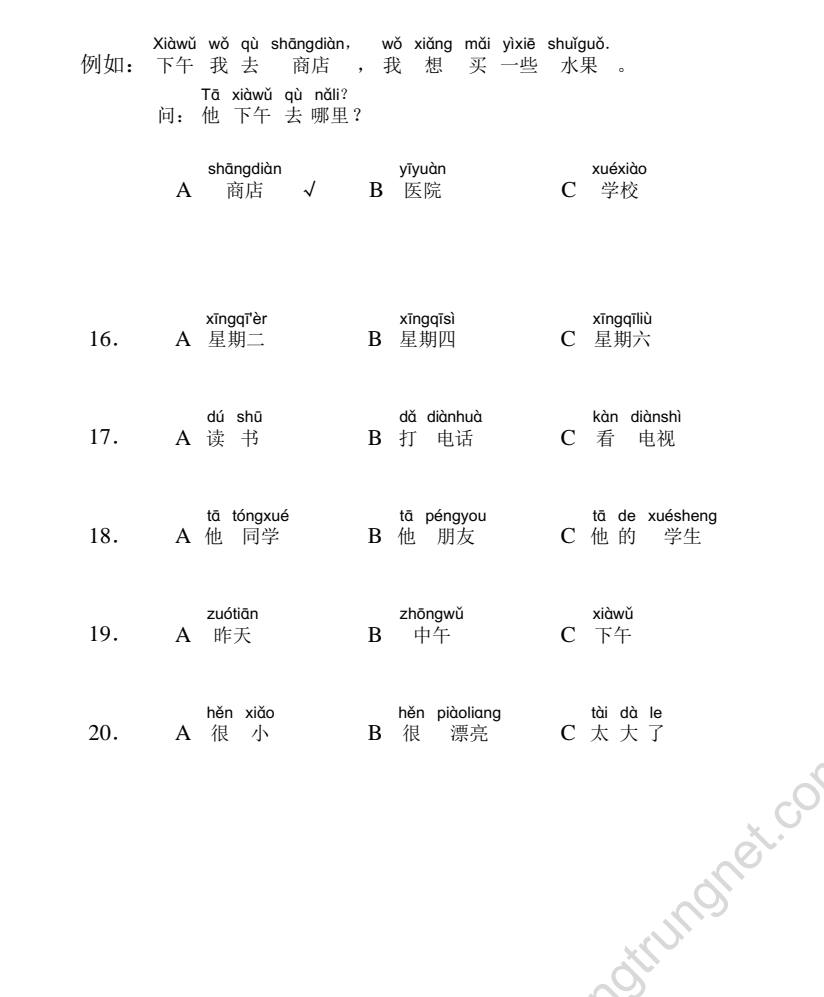 Xiàwǔ wǒ qù shāngdiàn, wǒ xiǎng mǎi yìxiē shuǐguǒ.
例如： 下午 我 去 商店 ， 我 想 买 一些 水果 。
Tā xiàwǔ qù nǎli?
问： 他 下午 去 哪里？
shāngdiàn yīyuàn xuéxiào
A 商店 √ B 医院 C 学校
xīngqī'èr xīngqīsì xīngqīliù
16. A 星期二 B 星期四 C 星期六
dú shū dǎ diànhuà kàn diànshì
17. A 读 书 B 打 电话 C 看 电视
tā tóngxué tā péngyou tā de xuésheng
18. A 他 同学 B 他 朋友 C 他 的 学生
zuótiān zhōngwǔ xiàwǔ
19. A 昨天 B 中午 C 下午
hěn xiǎo hěn piàoliang tài dà le
20. A 很 小 B 很 漂亮 C 太 大 了